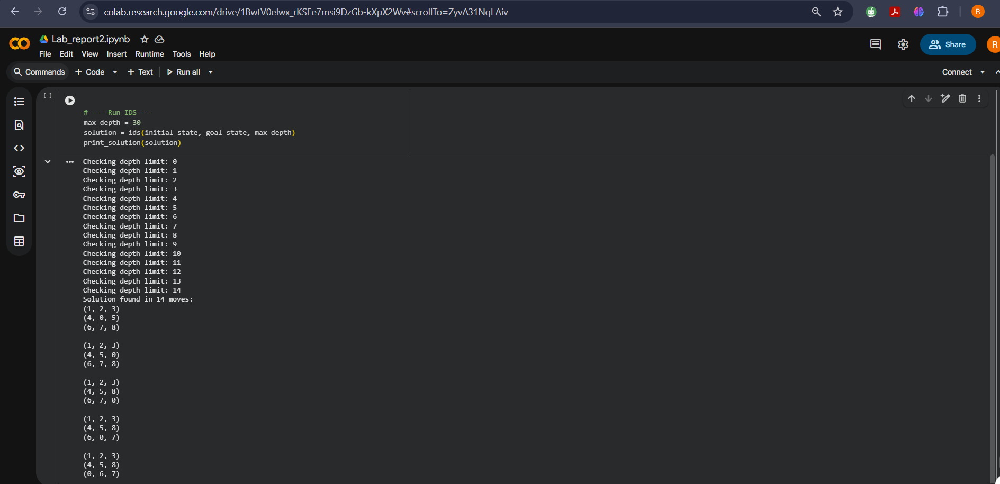 colab.research.google.com/drive/1BwtV0eIwx_rKSEe7msi9DzGb-kXpX2Wv#scrollTo=ZyvA31NqLAiv
R
Lab_report2.ipynb
File Edit View Insert Runtime Tools Help
Share
R
Commands + Code + Text Run all
Connect
[ ]
# --- Run IDS ---
max_depth = 30
solution = ids(initial_state, goal_state, max_depth)
print_solution(solution)
Checking depth limit: 0
Checking depth limit: 1
Checking depth limit: 2
Checking depth limit: 3
Checking depth limit: 4
Checking depth limit: 5
Checking depth limit: 6
Checking depth limit: 7
Checking depth limit: 8
Checking depth limit: 9
Checking depth limit: 10
Checking depth limit: 11
Checking depth limit: 12
Checking depth limit: 13
Checking depth limit: 14
Solution found in 14 moves:
(1, 2, 3)
(4, 0, 5)
(6, 7, 8)
(1, 2, 3)
(4, 5, 0)
(6, 7, 8)
(1, 2, 3)
(4, 5, 8)
(6, 7, 0)
(1, 2, 3)
(4, 5, 8)
(6, 0, 7)
(1, 2, 3)
(4, 5, 8)
(0, 6, 7)